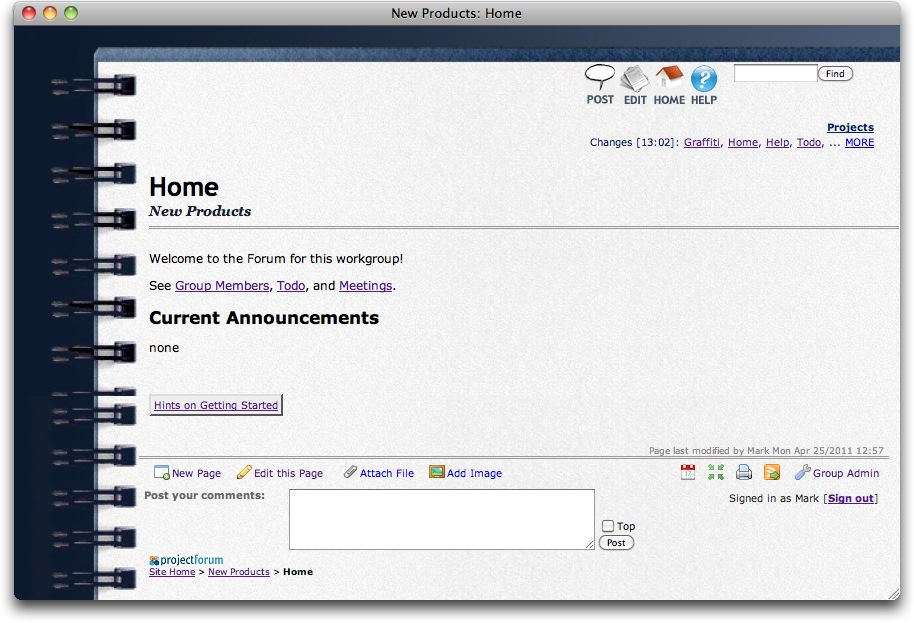 New Products: Home
POST EDIT HOME HELP
Find
Projects
Changes [13:02]: Graffiti, Home, Help, Todo, ... MORE
Home
New Products
Welcome to the Forum for this workgroup!
See Group Members, Todo, and Meetings.
Current Announcements
none
Hints on Getting Started
Page last modified by Mark Mon Apr 25/2011 12:57
New Page Edit this Page Attach File Add Image Group Admin
Post your comments:
Signed in as Mark [Sign out]
Top
Post
projectforum
Site Home > New Products > Home